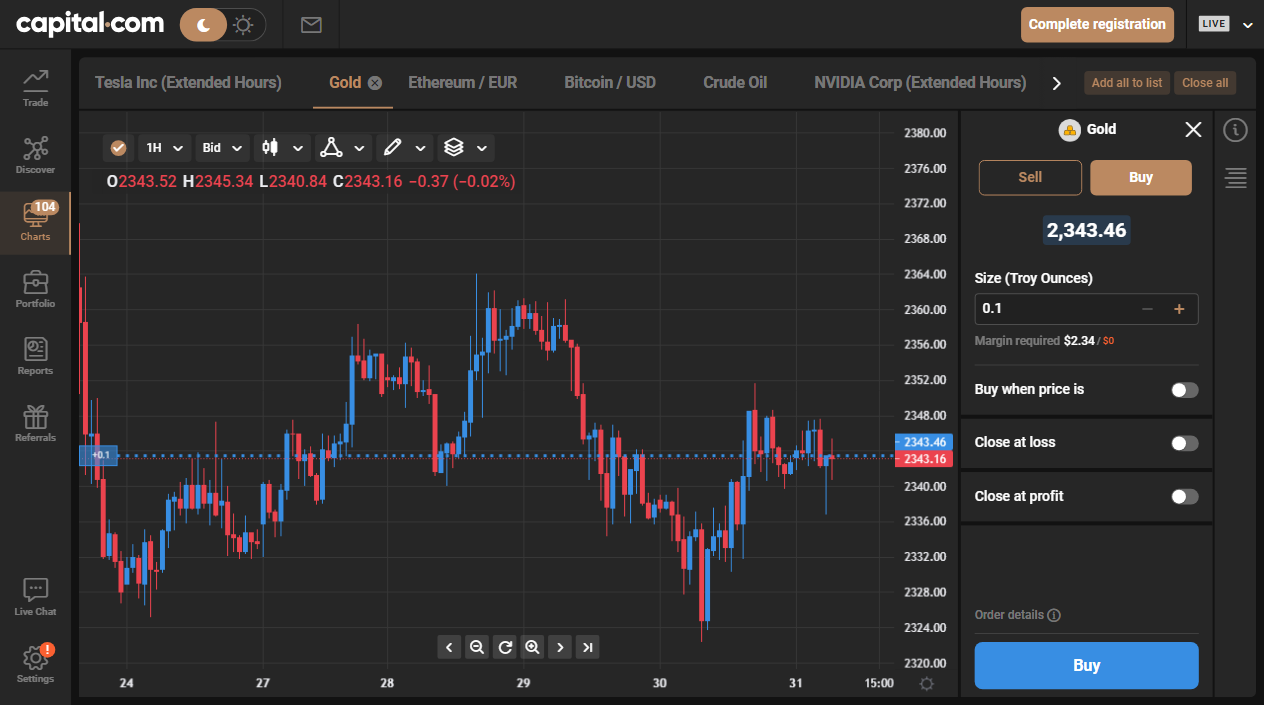 capital.com
Complete registration
LIVE
Trade
Discover
104
Charts
Portfolio
Reports
Referrals
Live Chat
!
Settings
Tesla Inc (Extended Hours)
Gold
Ethereum / EUR
Bitcoin / USD
Crude Oil
NVIDIA Corp (Extended Hours)
Add all to list
Close all
1H
Bid
O2343.52 H2345.34 L2340.84 C2343.16 −0.37 (−0.02%)
+0.1
2380.00
2376.00
2372.00
2368.00
2364.00
2360.00
2356.00
2352.00
2348.00
2343.46
2343.16
2340.00
2336.00
2332.00
2328.00
2324.00
2320.00
24
27
28
29
30
31
15:00
Gold
Sell
Buy
2,343.46
Size (Troy Ounces)
0.1
Margin required $2.34 / $0
Buy when price is
Close at loss
Close at profit
Order details
Buy